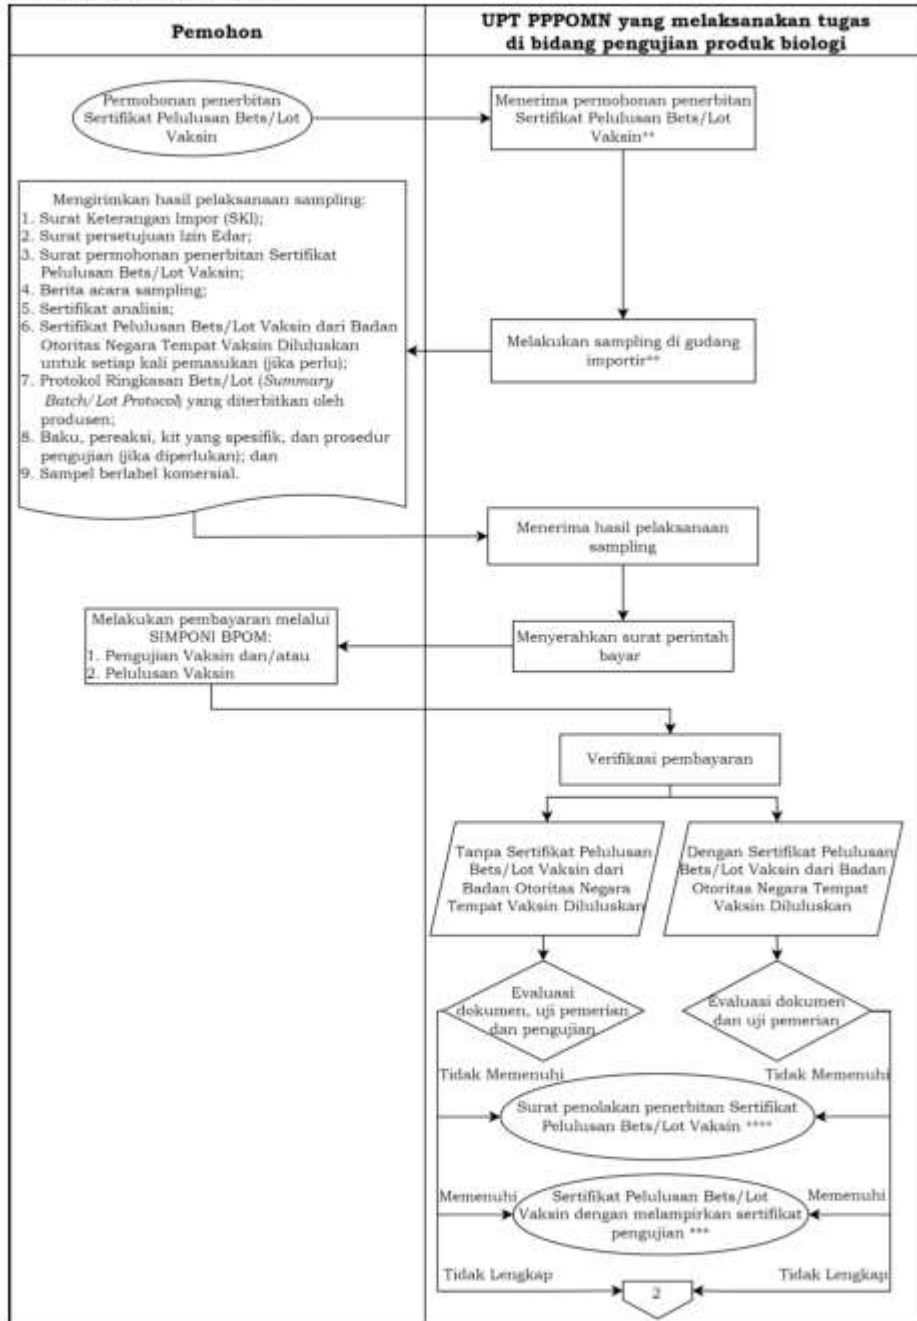 Pemohon
UPT PPPOMN yang melaksanakan tugas
di bidang pengujian produk biologi
Permohonan penerbitan
Sertifikat Pelulusan Bets/Lot
Vaksin
Menerima permohonan penerbitan
Sertifikat Pelulusan Bets/Lot
Vaksin**
Mengirimkan hasil pelaksanaan sampling:
1. Surat Keterangan Impor (SKI);
2. Surat persetujuan Izin Edar;
3. Surat permohonan penerbitan Sertifikat
Pelulusan Bets/Lot Vaksin;
4. Berita acara sampling;
5. Sertifikat analisis;
6. Sertifikat Pelulusan Bets/Lot Vaksin dari Badan
Otoritas Negara Tempat Vaksin Diluluskan
untuk setiap kali pemasukan (jika perlu);
7. Protokol Ringkasan Bets/Lot (Summary
Batch/Lot Protocol) yang diterbitkan oleh
produsen;
8. Baku, pereaksi, kit yang spesifik, dan prosedur
pengujian (jika diperlukan); dan
9. Sampel berlabel komersial.
Melakukan sampling di gudang
importir**
Menerima hasil pelaksanaan
sampling
Menyerahkan surat perintah
bayar
Melakukan pembayaran melalui
SIMPONI BPOM:
1. Pengujian Vaksin dan/atau
2. Pelulusan Vaksin
Verifikasi pembayaran
Tanpa Sertifikat Pelulusan
Bets/Lot Vaksin dari
Badan Otoritas Negara
Tempat Vaksin Diluluskan
Dengan Sertifikat Pelulusan
Bets/Lot Vaksin dari Badan
Otoritas Negara Tempat
Vaksin Diluluskan
Evaluasi
dokumen, uji pemerian
dan pengujian
Evaluasi dokumen
dan uji pemerian
Tidak Memenuhi
Tidak Memenuhi
Surat penolakan penerbitan Sertifikat
Pelulusan Bets/Lot Vaksin ****
Memenuhi
Sertifikat Pelulusan Bets/Lot
Vaksin dengan melampirkan sertifikat
pengujian ***
Memenuhi
Tidak Lengkap
Tidak Lengkap
2